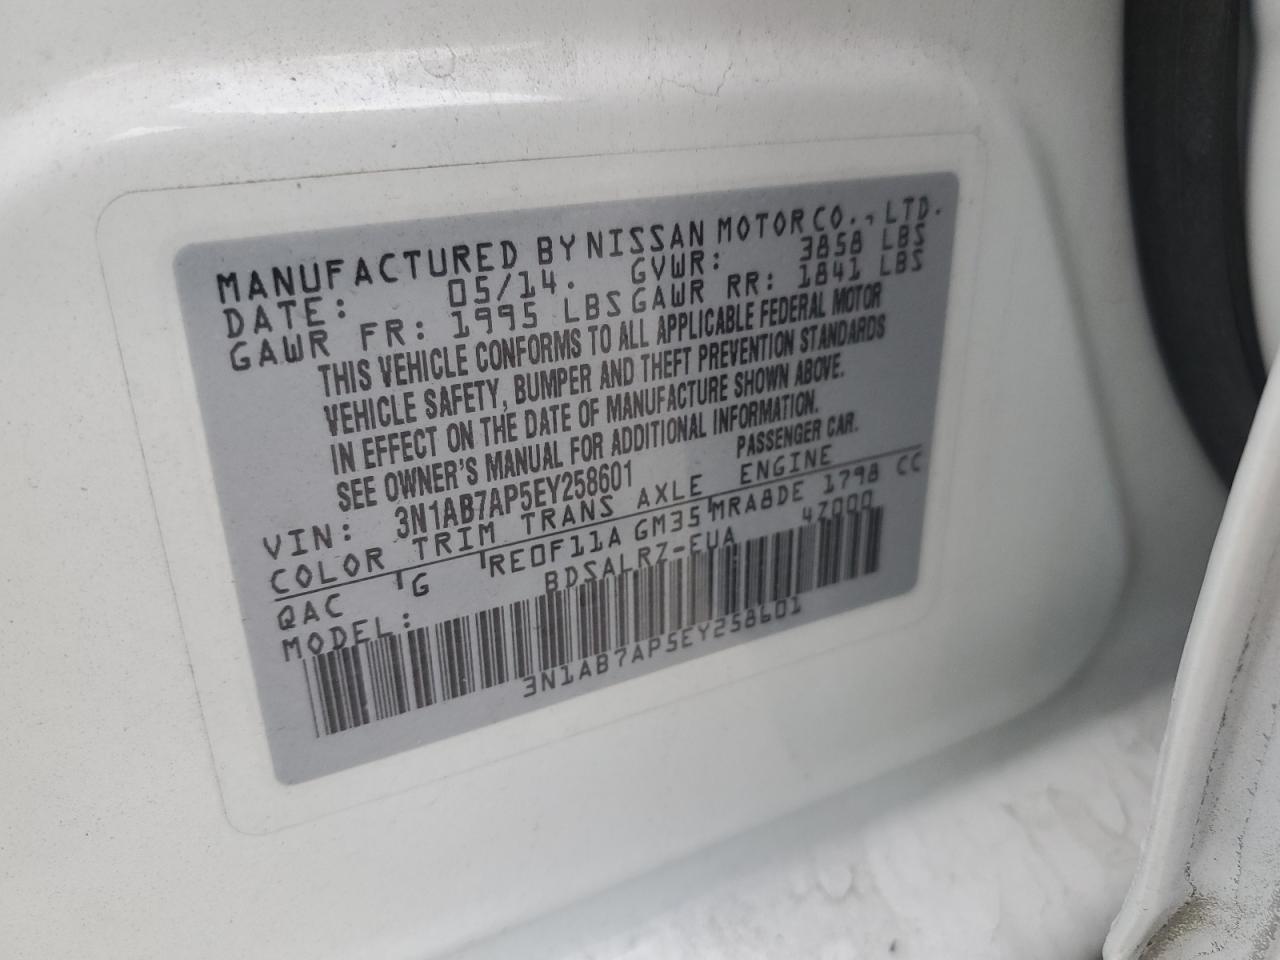 MANUFACTURED BY NISSAN MOTOR CO., LTD.
DATE: 05/14. GVWR: 3858 LBS
GAWR FR: 1995 LBS GAWR RR: 1841 LBS
THIS VEHICLE CONFORMS TO ALL APPLICABLE FEDERAL MOTOR
VEHICLE SAFETY, BUMPER AND THEFT PREVENTION STANDARDS
IN EFFECT ON THE DATE OF MANUFACTURE SHOWN ABOVE.
SEE OWNER'S MANUAL FOR ADDITIONAL INFORMATION.
VIN: 3N1AB7AP5EY258601 PASSENGER CAR.
COLOR TRIM TRANS AXLE ENGINE
QAC G RE0F11A GM35 MRA8DE 1798 CC
MODEL: BDSALRZ-EUA 47000
3N1AB7AP5EY258601